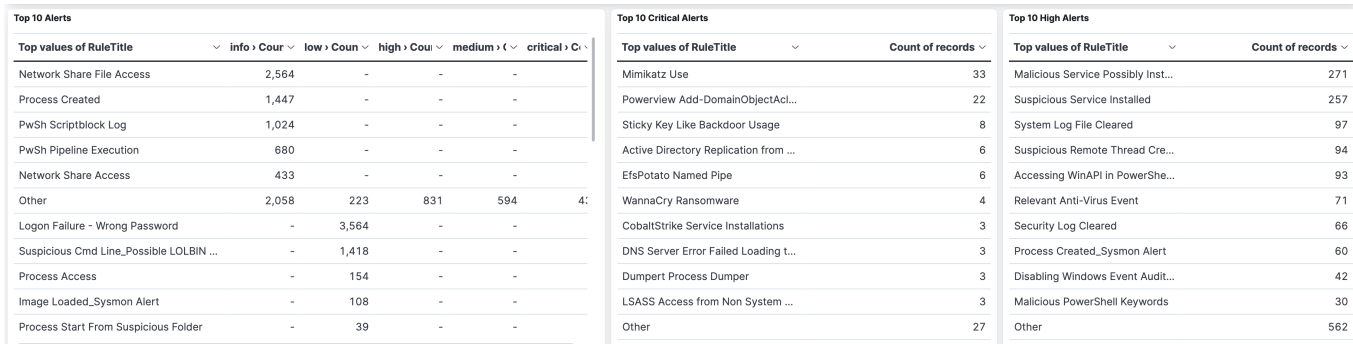 Top 10 Alerts
Top values of RuleTitle info › Cour low › Coun high › Cour medium › ( critical › Co
Network Share File Access 2,564 - - -
Process Created 1,447 - - -
PwSh Scriptblock Log 1,024 - - -
PwSh Pipeline Execution 680 - - -
Network Share Access 433 - - -
Other 2,058 223 831 594
Logon Failure - Wrong Password - 3,564 - -
Suspicious Cmd Line_Possible LOLBIN ... - 1,418 - -
Process Access - 154 - -
Image Loaded_Sysmon Alert - 108 - -
Process Start From Suspicious Folder - 39 - -
Top 10 Critical Alerts
Top values of RuleTitle Count of records
Mimikatz Use 33
Powerview Add-DomainObjectAcl... 22
Sticky Key Like Backdoor Usage 8
Active Directory Replication from ... 6
EfsPotato Named Pipe 6
WannaCry Ransomware 4
CobaltStrike Service Installations 3
DNS Server Error Failed Loading t... 3
Dumpert Process Dumper 3
LSASS Access from Non System ... 3
Other 27
Top 10 High Alerts
Top values of RuleTitle Count of records
Malicious Service Possibly Inst... 271
Suspicious Service Installed 257
System Log File Cleared 97
Suspicious Remote Thread Cre... 94
Accessing WinAPI in PowerShe... 93
Relevant Anti-Virus Event 71
Security Log Cleared 66
Process Created_Sysmon Alert 60
Disabling Windows Event Audit... 42
Malicious PowerShell Keywords 30
Other 562